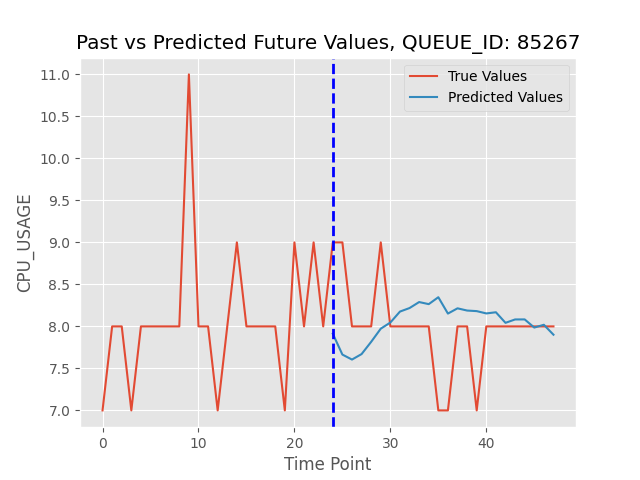 Past vs Predicted Future Values, QUEUE_ID: 85267
True Values
Predicted Values
11.0
10.5
10.0
9.5
9.0
8.5
8.0
7.5
7.0
CPU_USAGE
0 10 20 30 40
Time Point